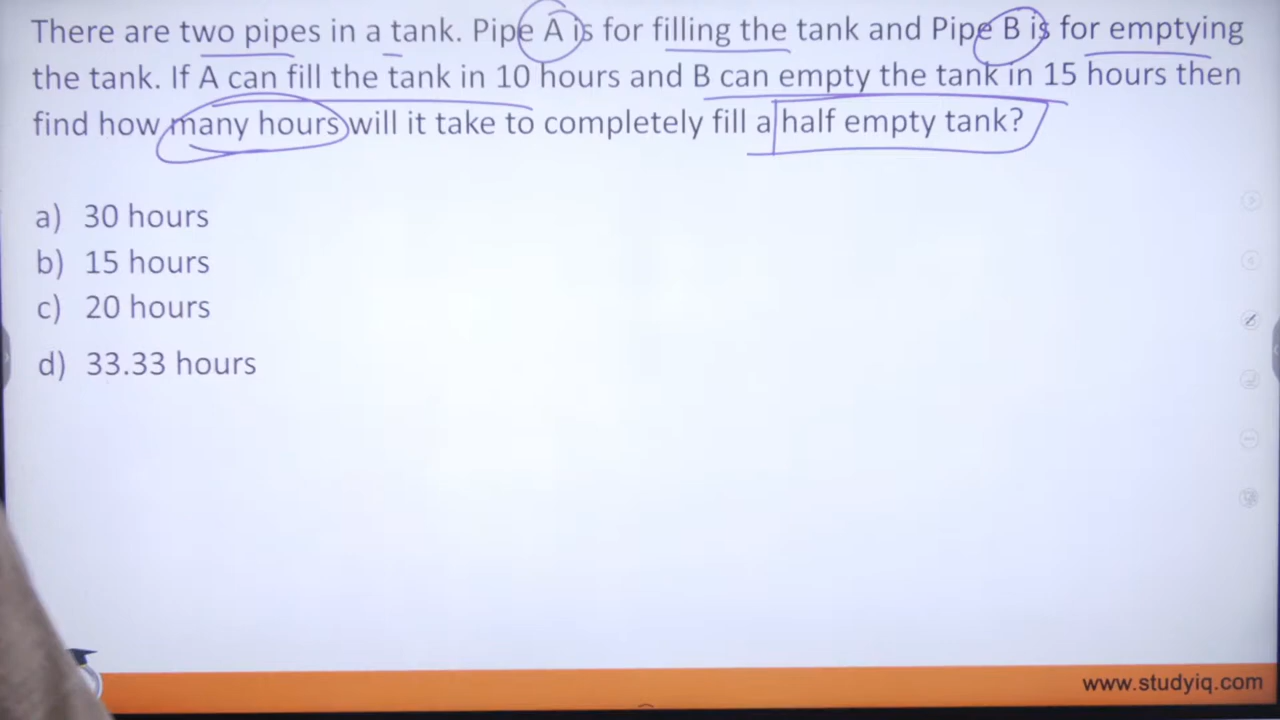 There are two pipes in a tank. Pipe A is for filling the tank and Pipe B is for emptying
the tank. If A can fill the tank in 10 hours and B can empty the tank in 15 hours then
find how many hours will it take to completely fill a half empty tank?
a) 30 hours
b) 15 hours
c) 20 hours
d) 33.33 hours
www.studyiq.com